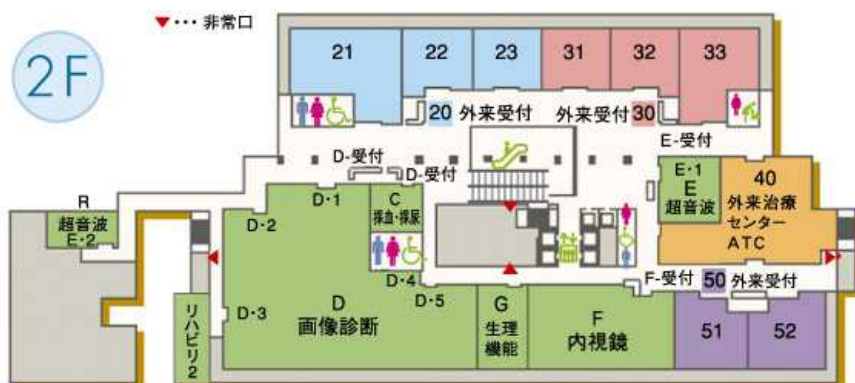 ▼・・・非常口
2F
21
22
23
31
32
33
20 外来受付
外来受付 30
D-受付
D-受付
E-受付
R
超音波
E・2
D・2
D・1
C
採血・採尿
E・1
E
超音波
40
外来治療
センター
ATC
D・3
D
画像診断
D・4
D・5
G
生理
機能
F
内視鏡
F-受付
50 外来受付
51
52
リハビリ2